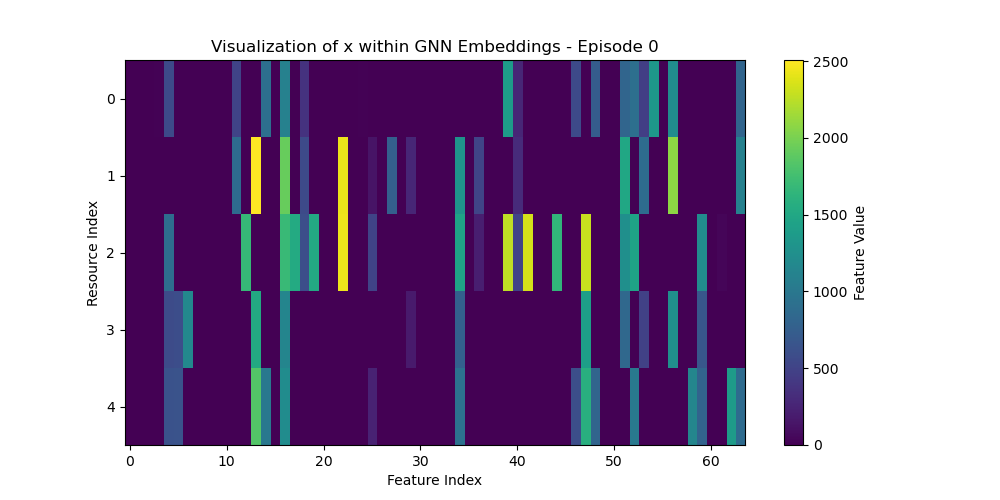 Visualization of x within GNN Embeddings - Episode 0
Resource Index
0
1
2
3
4
0 10 20 30 40 50 60
Feature Index
2500
2000
1500
1000
500
0
Feature Value